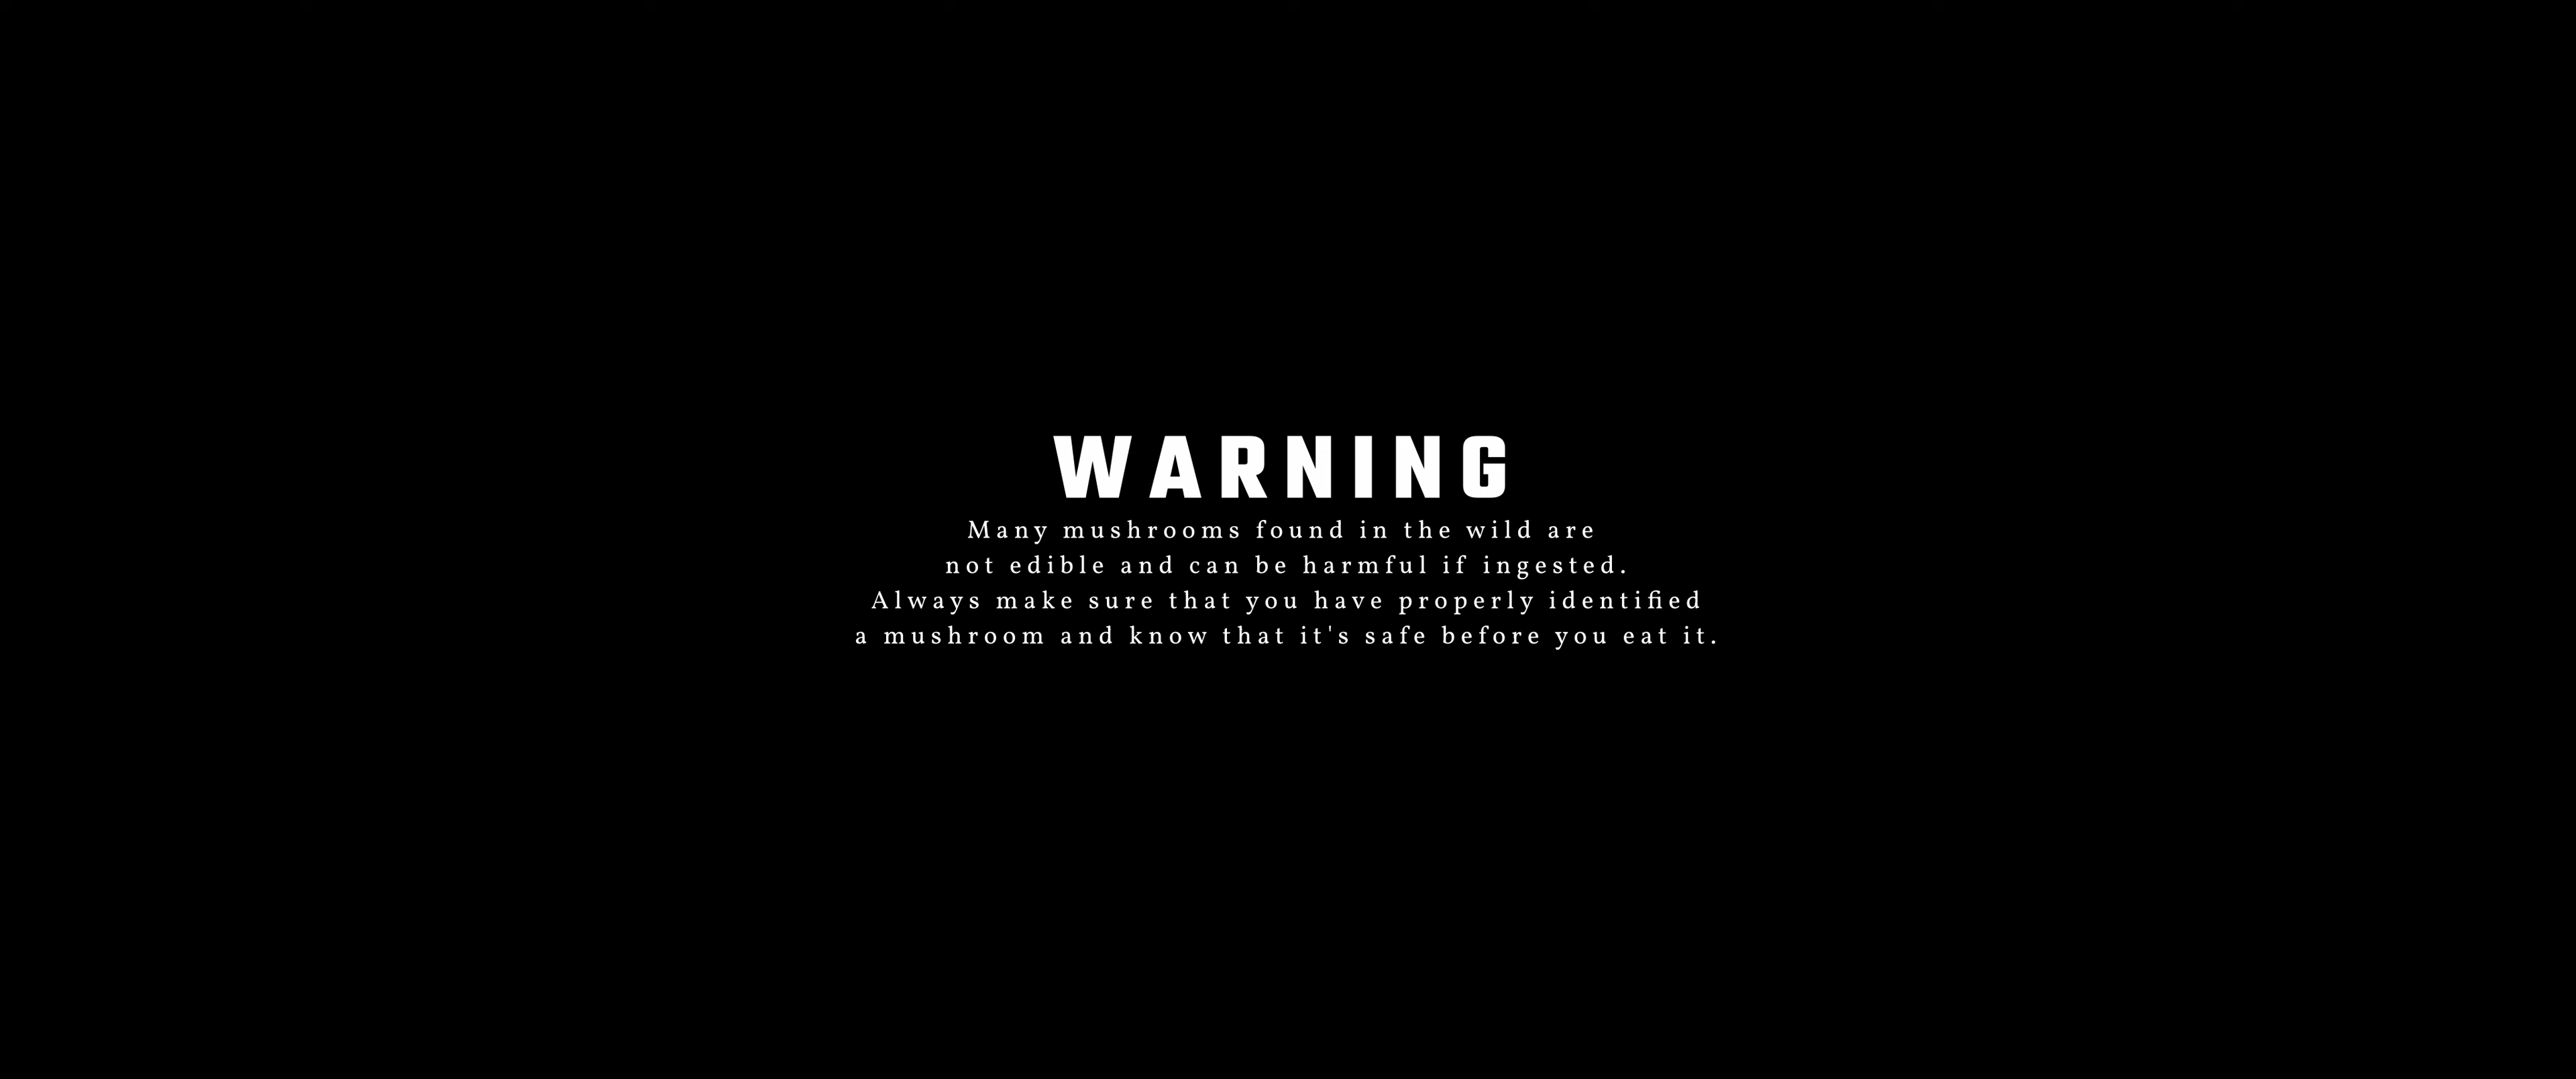 WARNING
Many mushrooms found in the wild are
not edible and can be harmful if ingested.
Always make sure that you have properly identified
a mushroom and know that it's safe before you eat it.